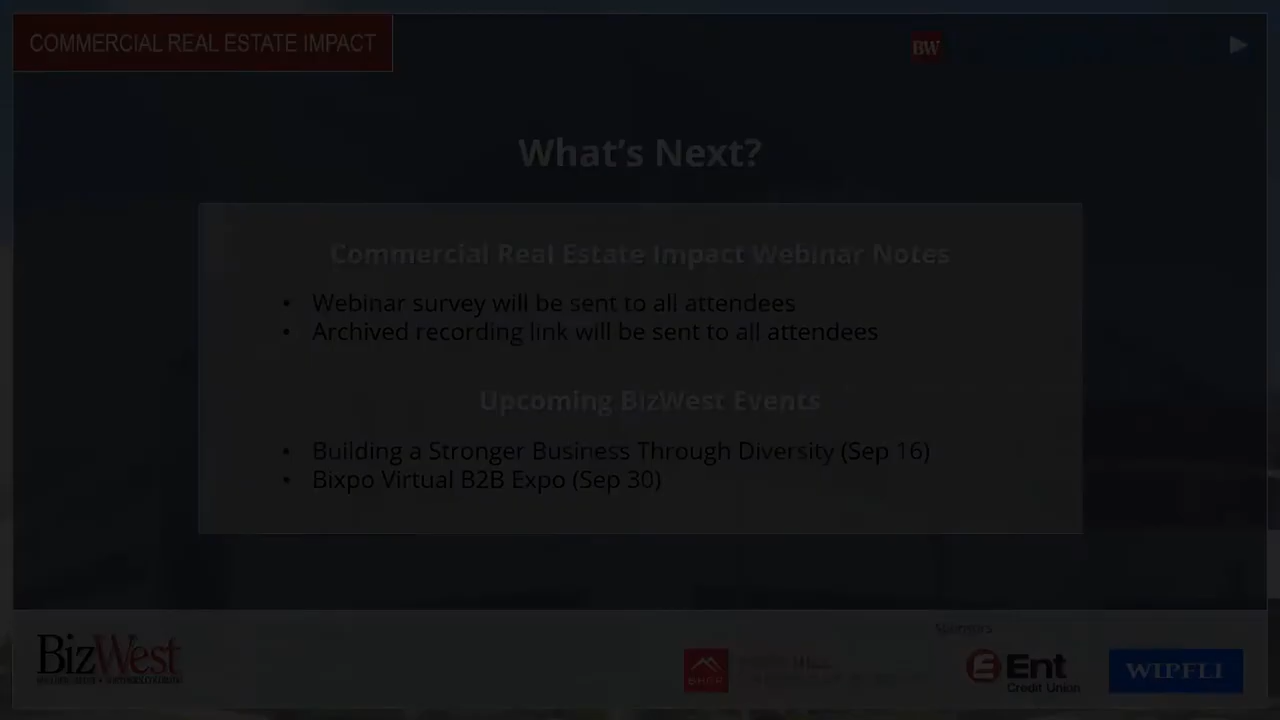 COMMERCIAL REAL ESTATE IMPACT
BW
What's Next?
Commercial Real Estate Impact Webinar Notes
• Webinar survey will be sent to all attendees
• Archived recording link will be sent to all attendees
Upcoming BizWest Events
• Building a Stronger Business Through Diversity (Sep 16)
• Bixpo Virtual B2B Expo (Sep 30)
Sponsors
BizWest
BHGR
Ent
Credit Union
WIPFLI